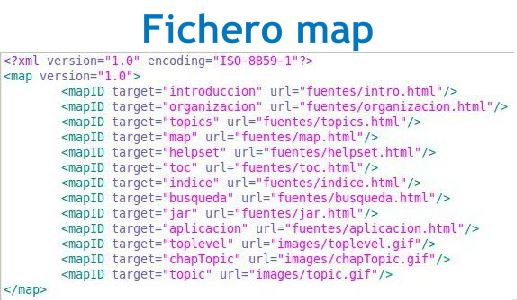 Fichero map
<?xml version="1.0" encoding="ISO-8859-1"?>
<map version="1.0">
<mapID target="introduccion" url="fuentes/intro.html"/>
<mapID target="organizacion" url="fuentes/organizacion.html"/>
<mapID target="topics" url="fuentes/topics.html"/>
<mapID target="map" url="fuentes/map.html"/>
<mapID target="helpset" url="fuentes/helpset.html"/>
<mapID target="toc" url="fuentes/toc.html"/>
<mapID target="indice" url="fuentes/indice.html"/>
<mapID target="busqueda" url="fuentes/busqueda.html"/>
<mapID target="jar" url="fuentes/jar.html"/>
<mapID target="aplicacion" url="fuentes/aplicacion.html"/>
<mapID target="toplevel" url="images/toplevel.gif"/>
<mapID target="chapTopic" url="images/chapTopic.gif"/>
<mapID target="topic" url="images/topic.gif"/>
</map>